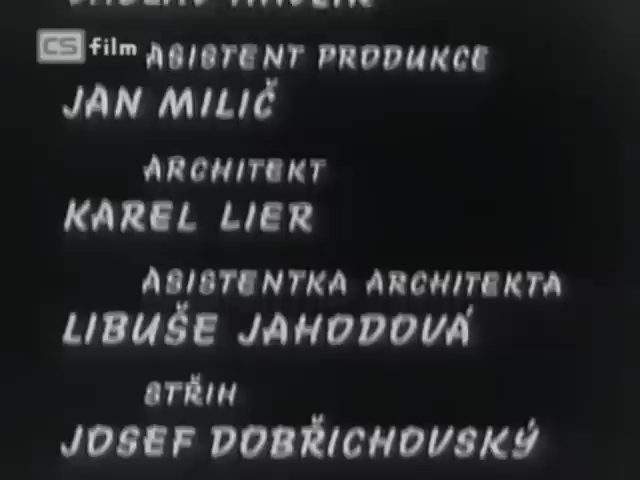 CS film
ASISTENT PRODUKCE
JAN MILIČ
ARCHITEKT
KAREL LIER
ASISTENTKA ARCHITEKTA
LIBUŠE JAHODOVÁ
STŘIH
JOSEF DOBŘICHOVSKÝ